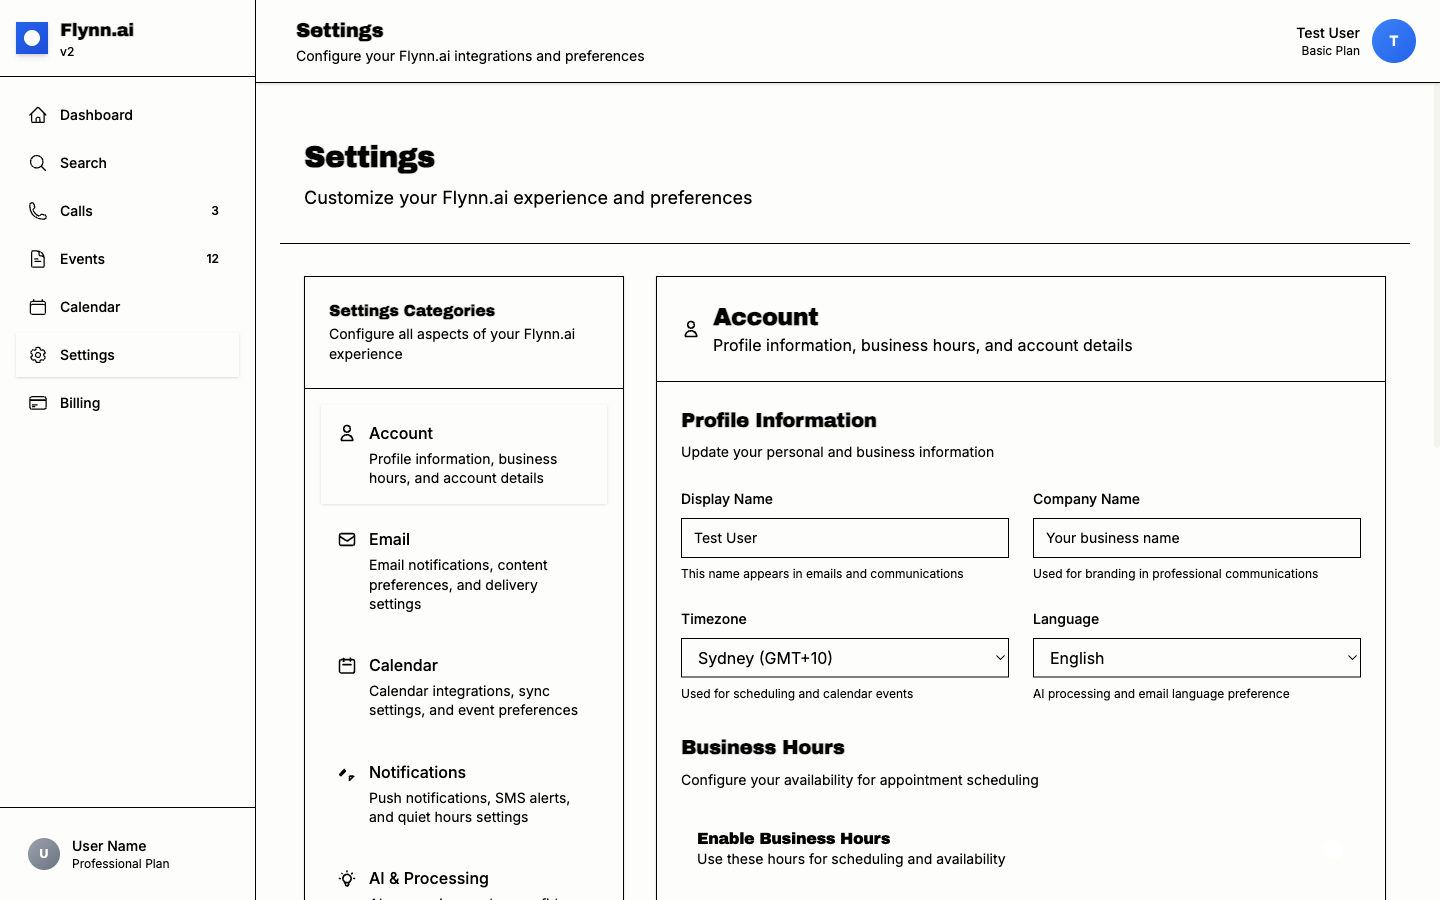 Flynn.ai
v2
Dashboard
Search
Calls 3
Events 12
Calendar
Settings
Billing
U
User Name
Professional Plan
Settings
Configure your Flynn.ai integrations and preferences
Test User
Basic Plan
T
Settings
Customize your Flynn.ai experience and preferences
Settings Categories
Configure all aspects of your Flynn.ai
experience
Account
Profile information, business
hours, and account details
Email
Email notifications, content
preferences, and delivery
settings
Calendar
Calendar integrations, sync
settings, and event preferences
Notifications
Push notifications, SMS alerts,
and quiet hours settings
AI & Processing
Account
Profile information, business hours, and account details
Profile Information
Update your personal and business information
Display Name
Test User
This name appears in emails and communications
Company Name
Your business name
Used for branding in professional communications
Timezone
Sydney (GMT+10)
Used for scheduling and calendar events
Language
English
AI processing and email language preference
Business Hours
Configure your availability for appointment scheduling
Enable Business Hours
Use these hours for scheduling and availability